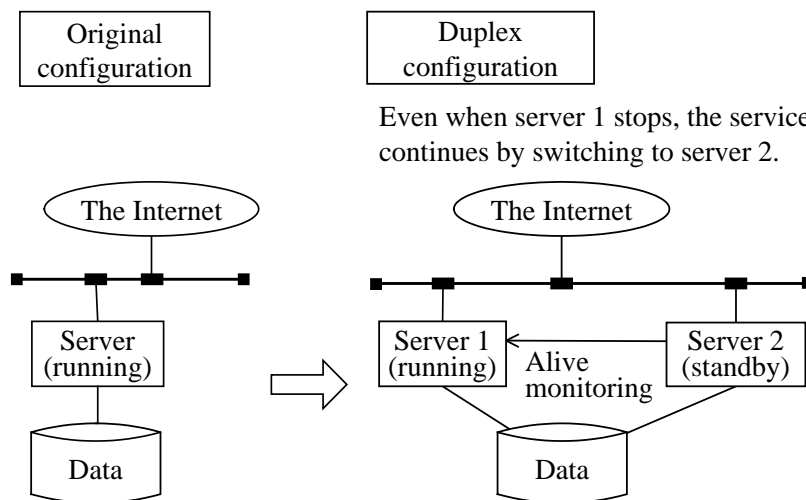 Original
configuration
Duplex
configuration
Even when server 1 stops, the service
continues by switching to server 2.
The Internet
The Internet
Server
(running)
Server 1
(running)
Alive
monitoring
Server 2
(standby)
Data
Data